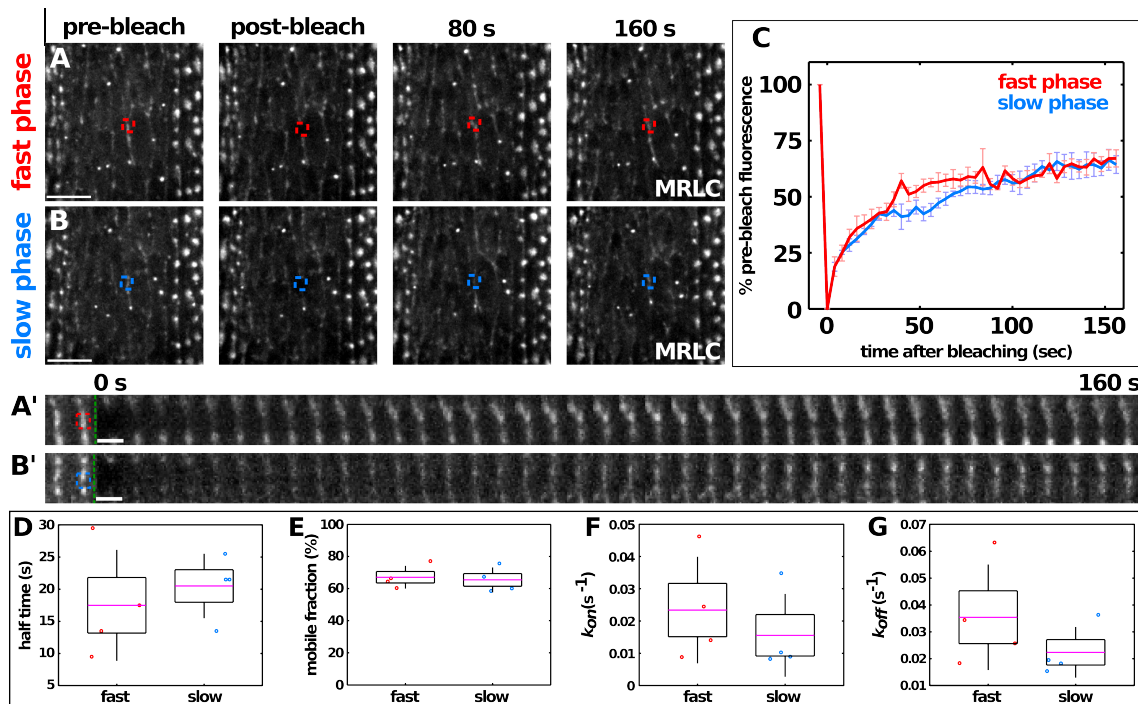 pre-bleach post-bleach 80 s 160 s
fast phase
A
MRLC
slow phase
B
MRLC
C
% pre-bleach fluorescence
100
75
50
25
0
fast phase
slow phase
0 50 100 150
time after bleaching (sec)
0 s 160 s
A'
B'
D
half time (s)
30
25
20
15
10
5
fast slow
E
mobile fraction (%)
100
80
60
40
20
0
fast slow
F
kon(s-1)
0.05
0.04
0.03
0.02
0.01
0
fast slow
G
koff(s-1)
0.07
0.06
0.05
0.04
0.03
0.02
0.01
fast slow